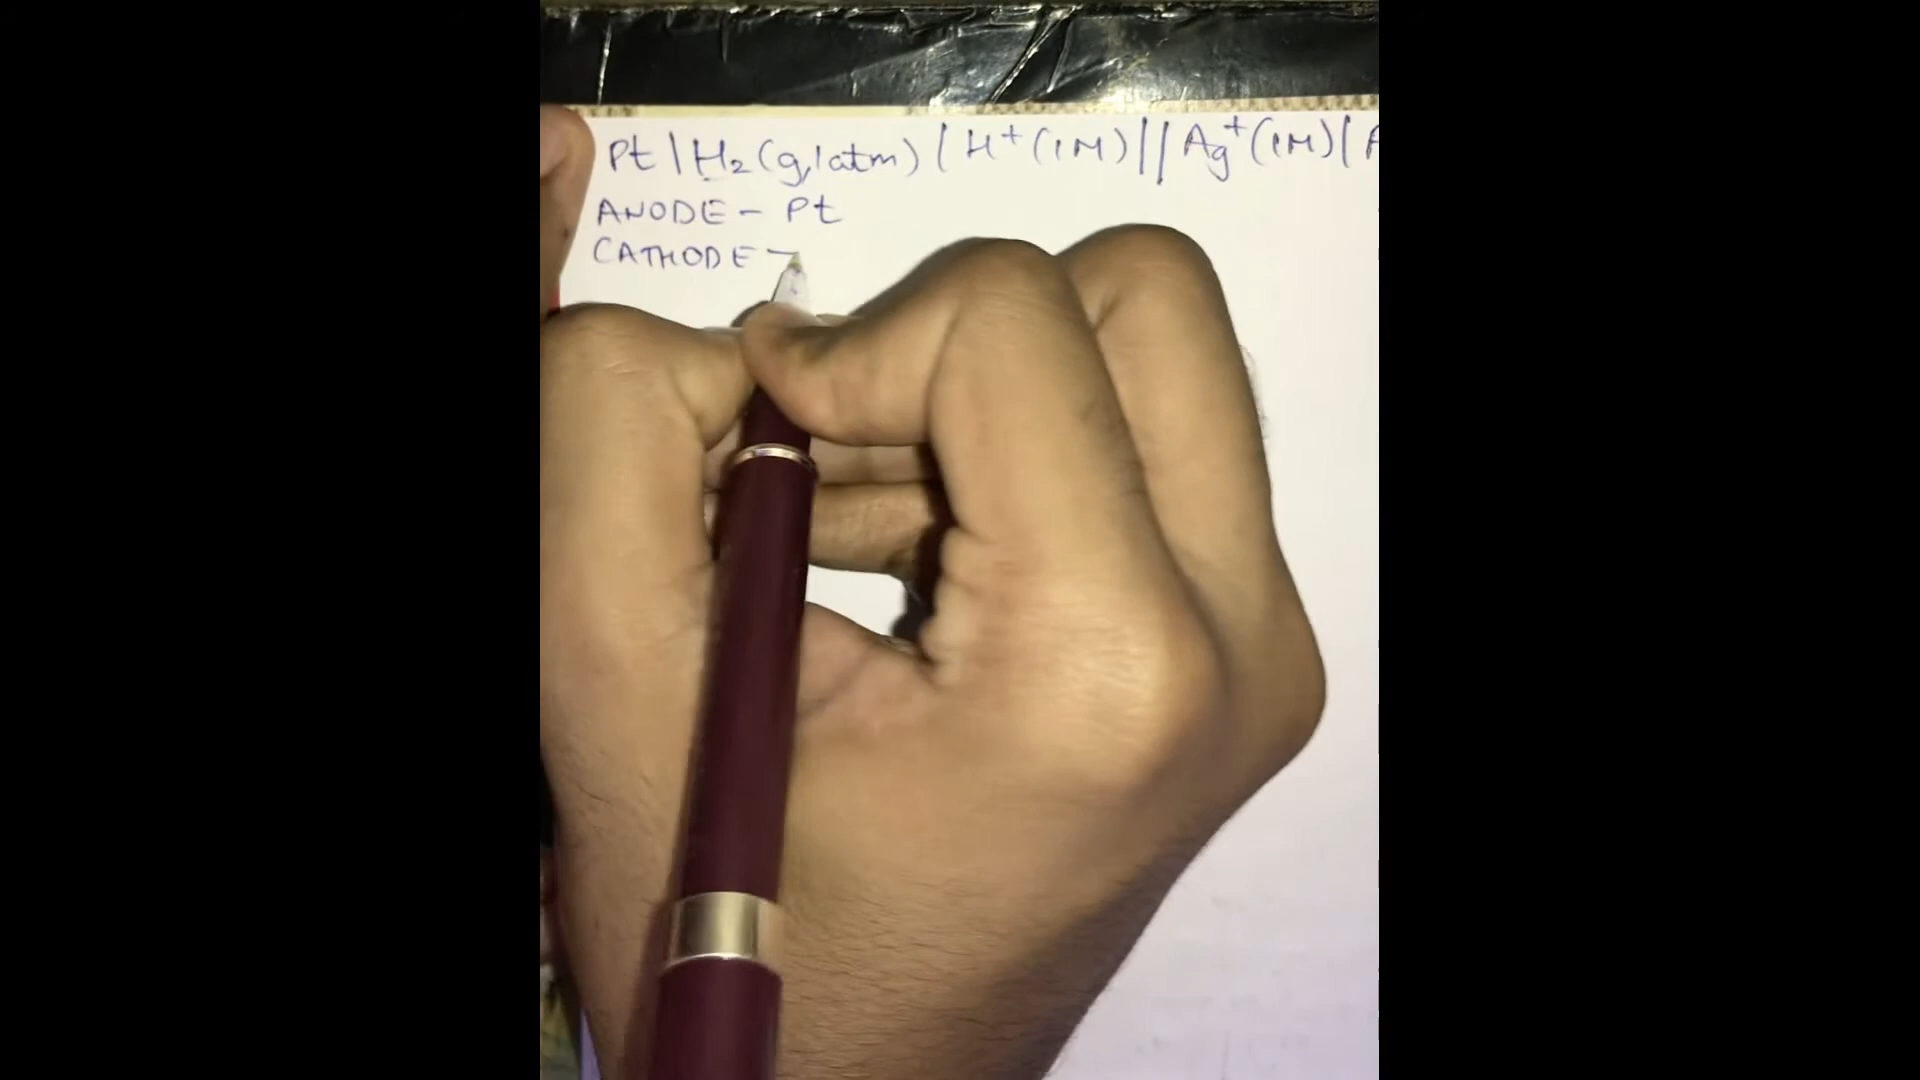 Pt | H₂ (g, 1atm) | H⁺ (1M) || Ag⁺ (1M) |
ANODE - Pt
CATHODE -